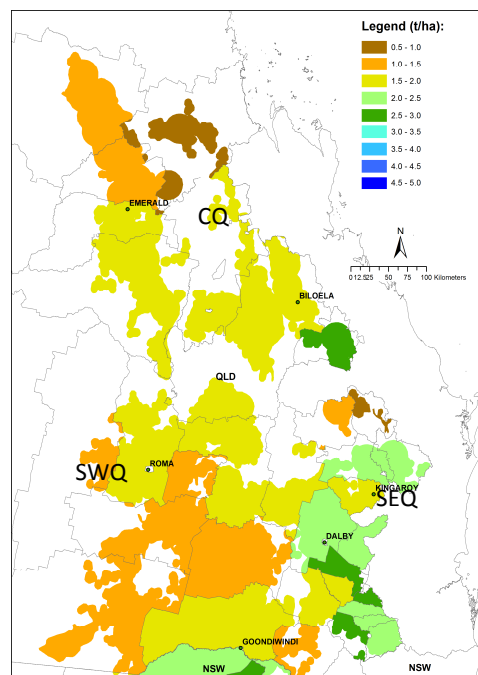 Legend (t/ha):
0.5 - 1.0
1.0 - 1.5
1.5 - 2.0
2.0 - 2.5
2.5 - 3.0
3.0 - 3.5
3.5 - 4.0
4.0 - 4.5
4.5 - 5.0
EMERALD
CQ
N
0 12.525 50 75 100 Kilometers
BILOELA
QLD
SWQ
ROMA
KINGAROY
SEQ
DALBY
GOONDIWINDI
NSW
NSW